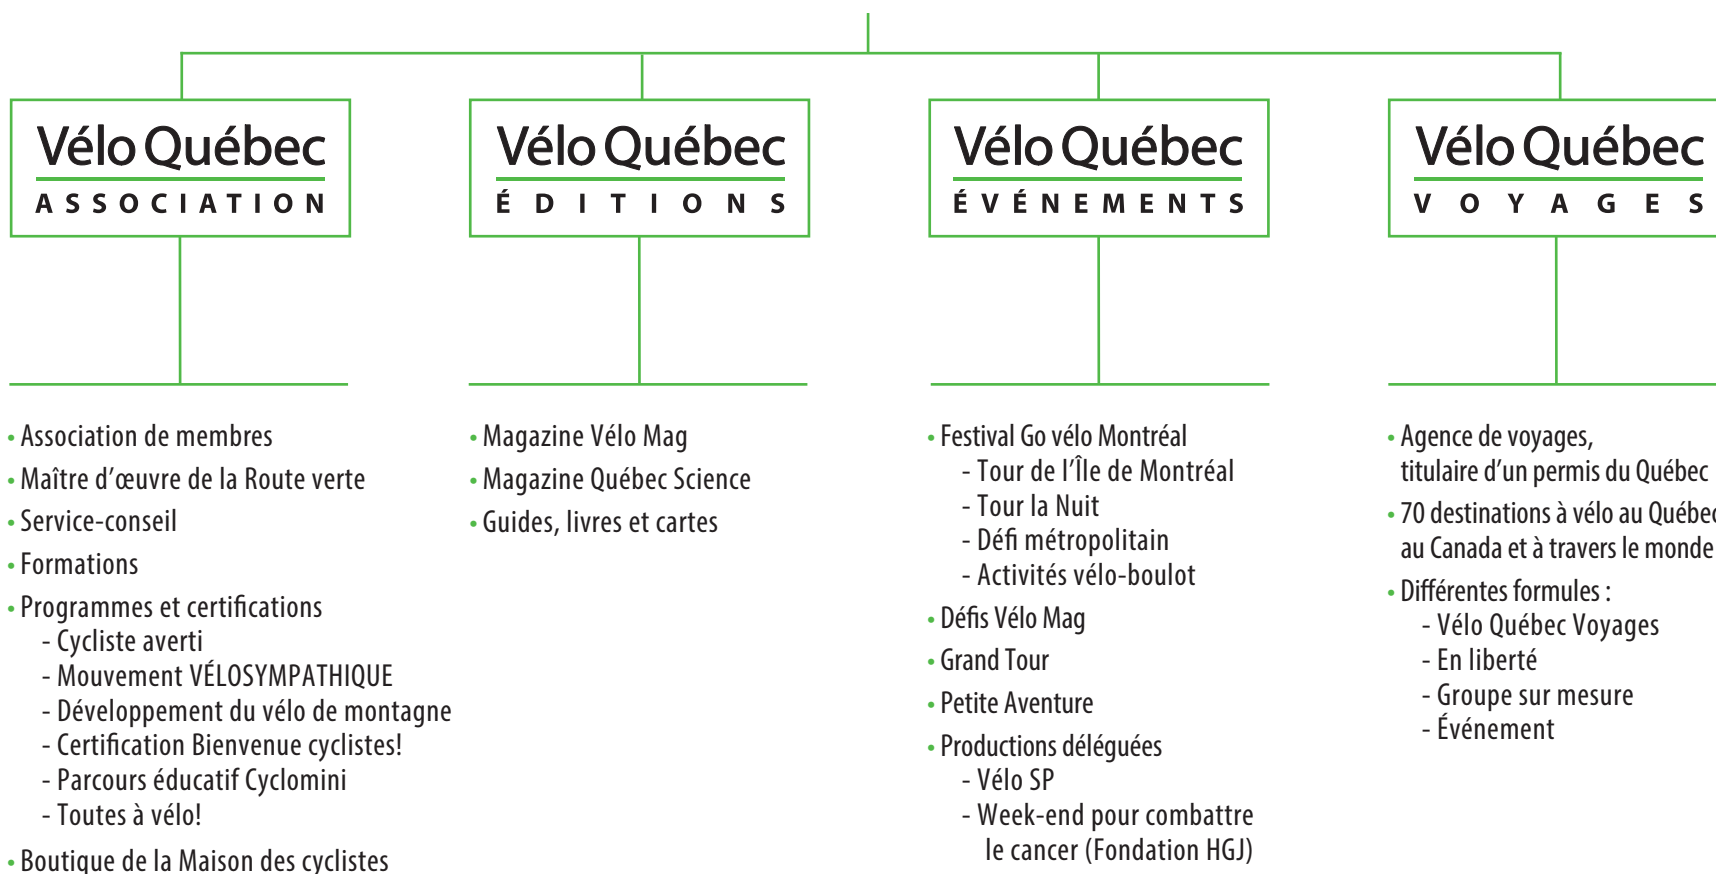 Vélo Québec
ASSOCIATION
• Association de membres
• Maître d’œuvre de la Route verte
• Service-conseil
• Formations
• Programmes et certifications
- Cycliste averti
- Mouvement VÉLOSYMPATHIQUE
- Développement du vélo de montagne
- Certification Bienvenue cyclistes!
- Parcours éducatif Cyclomini
- Toutes à vélo!
• Boutique de la Maison des cyclistes
Vélo Québec
ÉDITIONS
• Magazine Vélo Mag
• Magazine Québec Science
• Guides, livres et cartes
Vélo Québec
ÉVÉNEMENTS
• Festival Go vélo Montréal
- Tour de l’Île de Montréal
- Tour la Nuit
- Défi métropolitain
- Activités vélo-boulot
• Défis Vélo Mag
• Grand Tour
• Petite Aventure
• Productions déléguées
- Vélo SP
- Week-end pour combattre
le cancer (Fondation HGJ)
Vélo Québec
VOYAGES
• Agence de voyages,
titulaire d’un permis du Québec
• 70 destinations à vélo au Québec
au Canada et à travers le monde
• Différentes formules :
- Vélo Québec Voyages
- En liberté
- Groupe sur mesure
- Événement